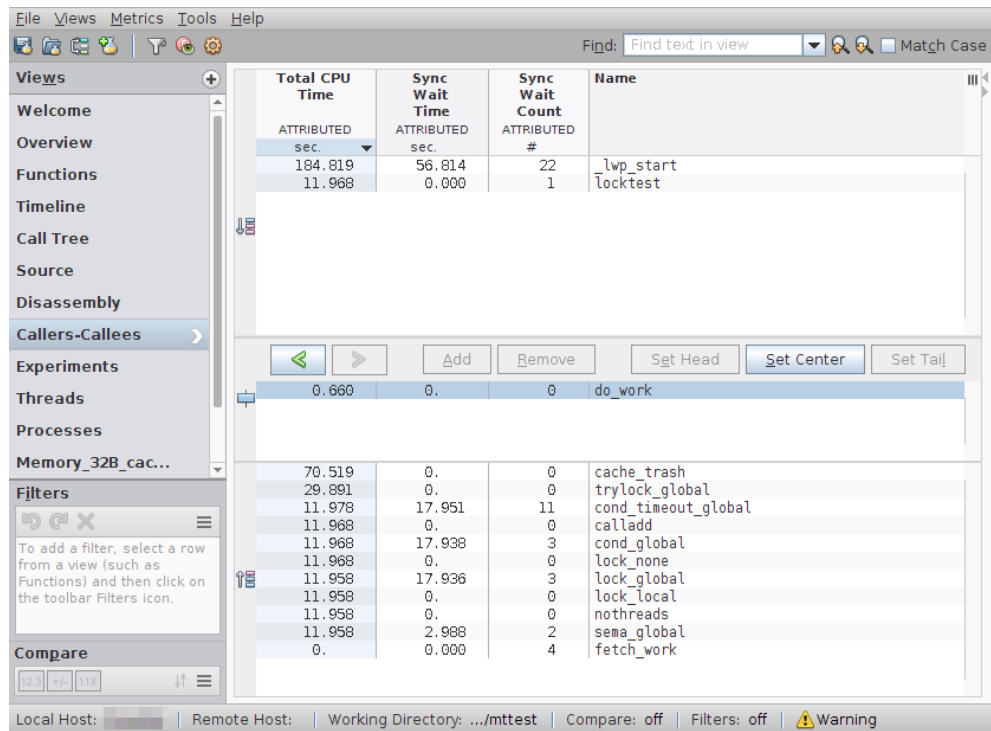 File Views Metrics Tools Help
Find: Find text in view Match Case
Views
Welcome
Overview
Functions
Timeline
Call Tree
Source
Disassembly
Callers-Callees
Experiments
Threads
Processes
Memory_32B_cac...
Filters
To add a filter, select a row
from a view (such as
Functions) and then click on
the toolbar Filters icon.
Compare
12.3 +/- 1.1X
Total CPU Time Sync Wait Time Sync Wait Count Name
ATTRIBUTED ATTRIBUTED ATTRIBUTED
sec. sec. #
184.819 56.814 22 _lwp_start
11.968 0.000 1 locktest
Add Remove Set Head Set Center Set Tail
0.660 0. 0 do_work
70.519 0. 0 cache_trash
29.891 0. 0 trylock_global
11.978 17.951 11 cond_timeout_global
11.968 0. 0 calladd
11.968 17.938 3 cond_global
11.968 0. 0 lock_none
11.958 17.936 3 lock_global
11.958 0. 0 lock_local
11.958 0. 0 nothreads
11.958 2.988 2 sema_global
0. 0.000 4 fetch_work
Local Host: Remote Host: Working Directory: .../mttest Compare: off Filters: off Warning